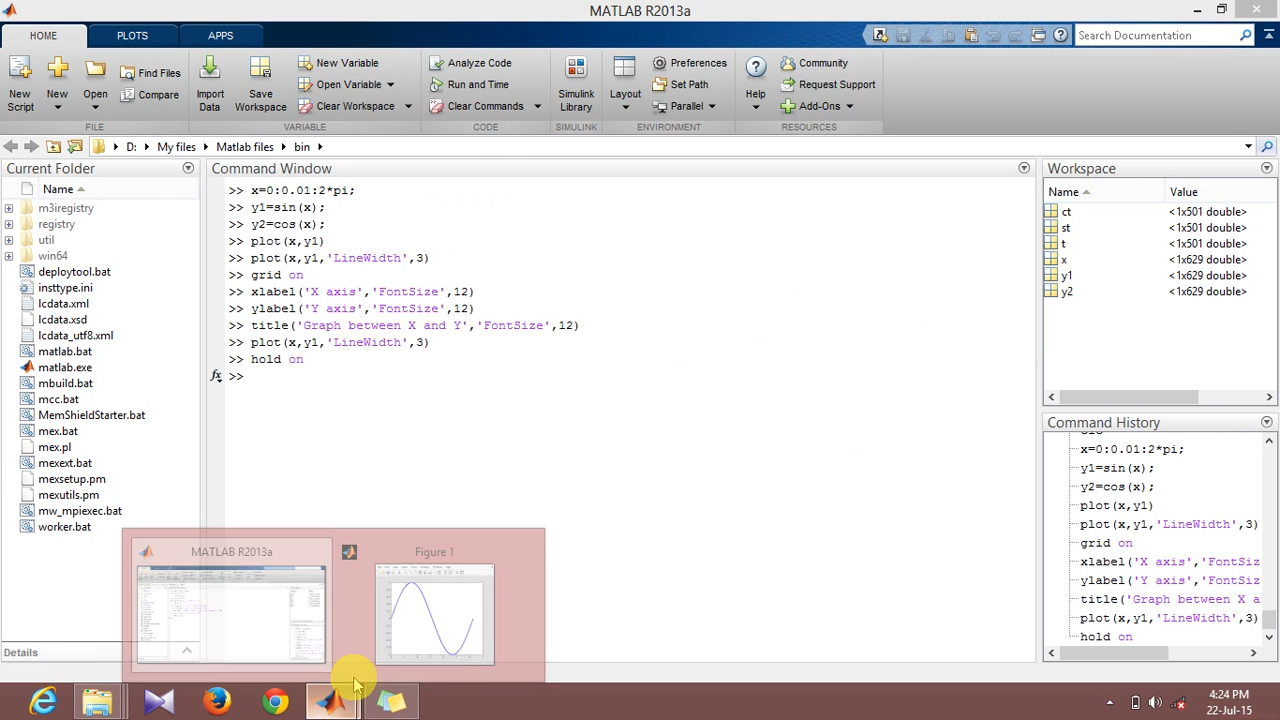 MATLAB R2013a
HOME PLOTS APPS Search Documentation
New Script
New
Open
Find Files
Compare
Import Data
Save Workspace
New Variable
Open Variable
Clear Workspace
Analyze Code
Run and Time
Clear Commands
Simulink Library
Layout
Preferences
Set Path
Parallel
Help
Community
Request Support
Add-Ons
FILE VARIABLE CODE SIMULINK ENVIRONMENT RESOURCES
D: My files Matlab files bin
Current Folder
Name
m3iregistry
registry
util
win64
deploytool.bat
insttype.ini
lcdata.xml
lcdata.xsd
lcdata_utf8.xml
matlab.bat
matlab.exe
mbuild.bat
mcc.bat
MemShieldStarter.bat
mex.bat
mex.pl
mexext.bat
mexsetup.pm
mexutils.pm
mw_mpiexec.bat
worker.bat
Details
Command Window
>> x=0:0.01:2*pi;
>> y1=sin(x);
>> y2=cos(x);
>> plot(x,y1)
>> plot(x,y1,'LineWidth',3)
>> grid on
>> xlabel('X axis','FontSize',12)
>> ylabel('Y axis','FontSize',12)
>> title('Graph between X and Y','FontSize',12)
>> plot(x,y1,'LineWidth',3)
>> hold on
fx >>
Workspace
Name Value
ct <1x501 double>
st <1x501 double>
t <1x501 double>
x <1x629 double>
y1 <1x629 double>
y2 <1x629 double>
Command History
x=0:0.01:2*pi;
y1=sin(x);
y2=cos(x);
plot(x,y1)
plot(x,y1,'LineWidth',3)
grid on
xlabel('X axis','FontSiz
ylabel('Y axis','FontSiz
title('Graph between X a
plot(x,y1,'LineWidth',3)
hold on
MATLAB R2013a
Figure 1
4:24 PM
22-Jul-15